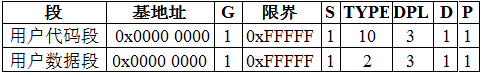 段 基地址 G 限界 S TYPE DPL D P
用户代码段 0x0000 0000 1 0xFFFFF 1 10 3 1 1
用户数据段 0x0000 0000 1 0xFFFFF 1 2 3 1 1